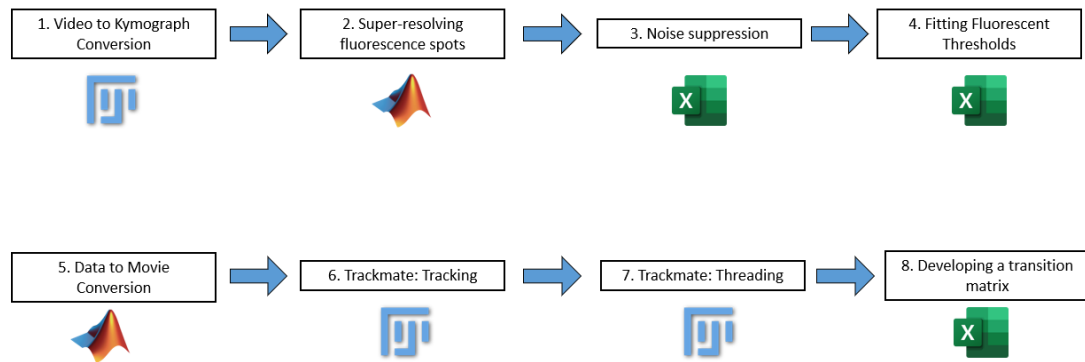 1. Video to Kymograph
Conversion
2. Super-resolving
fluorescence spots
3. Noise suppression
4. Fitting Fluorescent
Thresholds
X
X
5. Data to Movie
Conversion
6. Trackmate: Tracking
7. Trackmate: Threading
8. Developing a transition
matrix
X